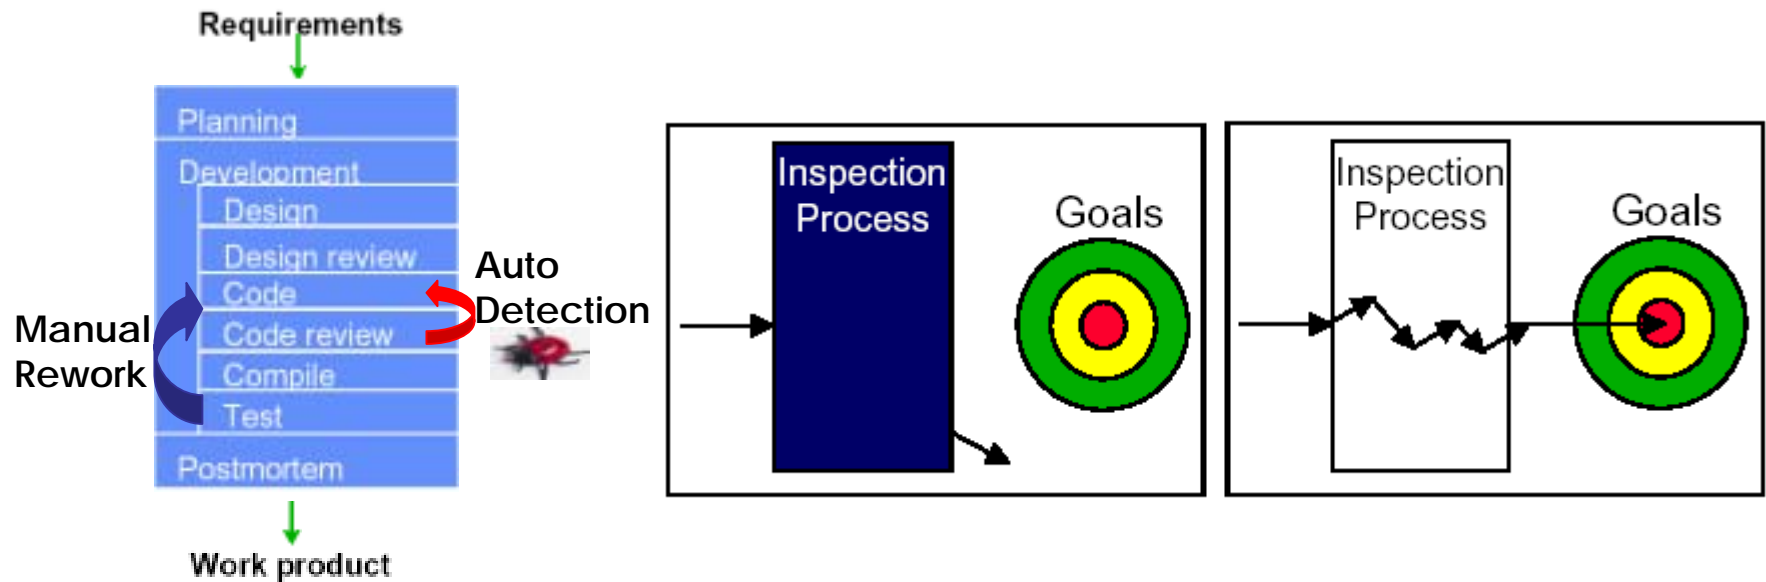 Requirements
Planning
Development
Design
Design review
Code
Code review
Compile
Test
Postmortem
Work product
Manual
Rework
Auto
Detection
Inspection
Process
Goals
Inspection
Process
Goals